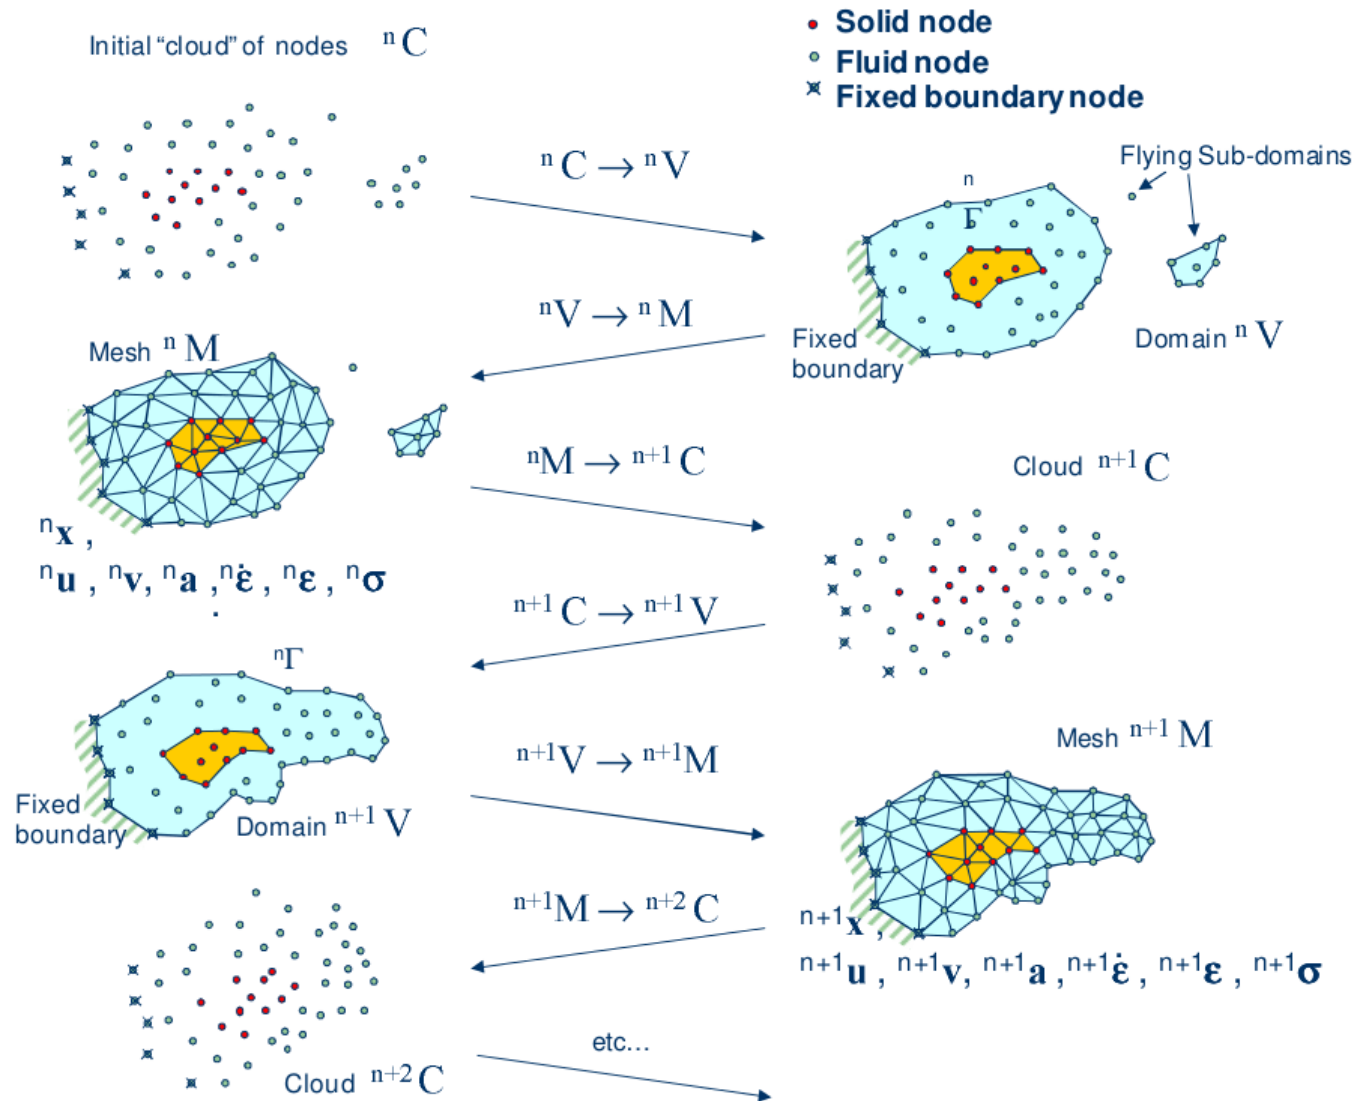 Initial “cloud” of nodes ⁿC
Solid node
Fluid node
Fixed boundary node
ⁿC → ⁿV
Flying Sub-domains
n
Γ
ⁿV → ⁿM
Fixed
boundary
Domain ⁿV
Mesh ⁿM
ⁿM → ⁿ⁺¹C
Cloud ⁿ⁺¹C
ⁿx ,
ⁿu , ⁿv, ⁿa ,ⁿε̇, ⁿε, ⁿσ
.
ⁿ⁺¹C → ⁿ⁺¹V
ⁿΓ
ⁿ⁺¹V → ⁿ⁺¹M
Mesh ⁿ⁺¹M
Fixed
boundary
Domain ⁿ⁺¹V
ⁿ⁺¹M → ⁿ⁺²C
ⁿ⁺¹x ,
ⁿ⁺¹u , ⁿ⁺¹v, ⁿ⁺¹a ,ⁿ⁺¹ε̇, ⁿ⁺¹ε, ⁿ⁺¹σ
etc...
Cloud ⁿ⁺²C